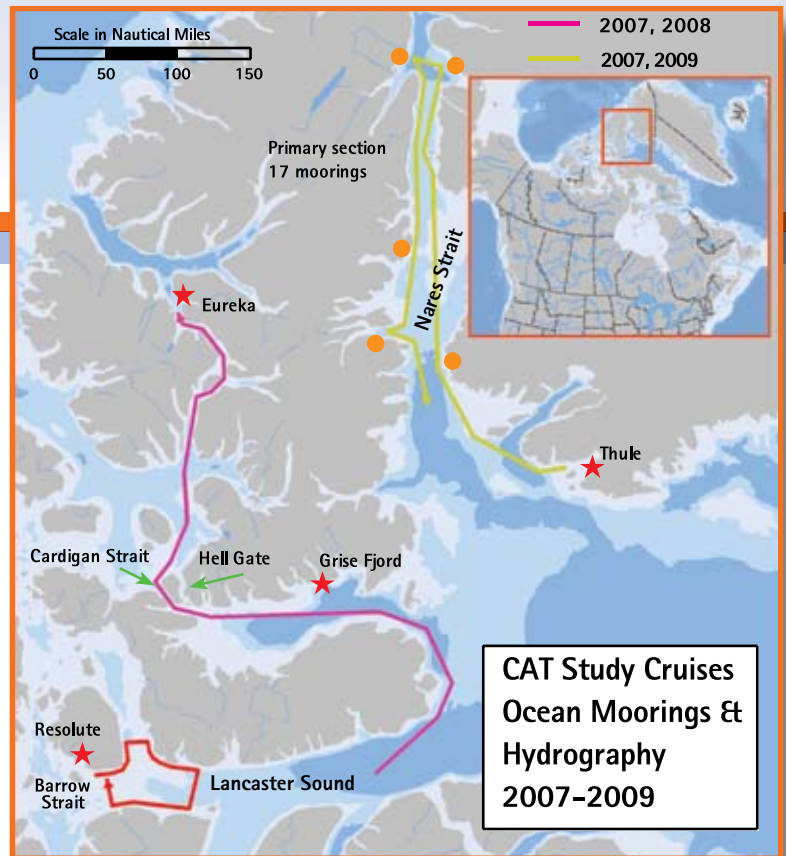 Scale in Nautical Miles
0 50 100 150
2007, 2008
2007, 2009
Primary section
17 moorings
Nares Strait
Eureka
Thule
Cardigan Strait
Hell Gate
Grise Fjord
Resolute
Barrow
Strait
Lancaster Sound
CAT Study Cruises
Ocean Moorings &
Hydrography
2007–2009